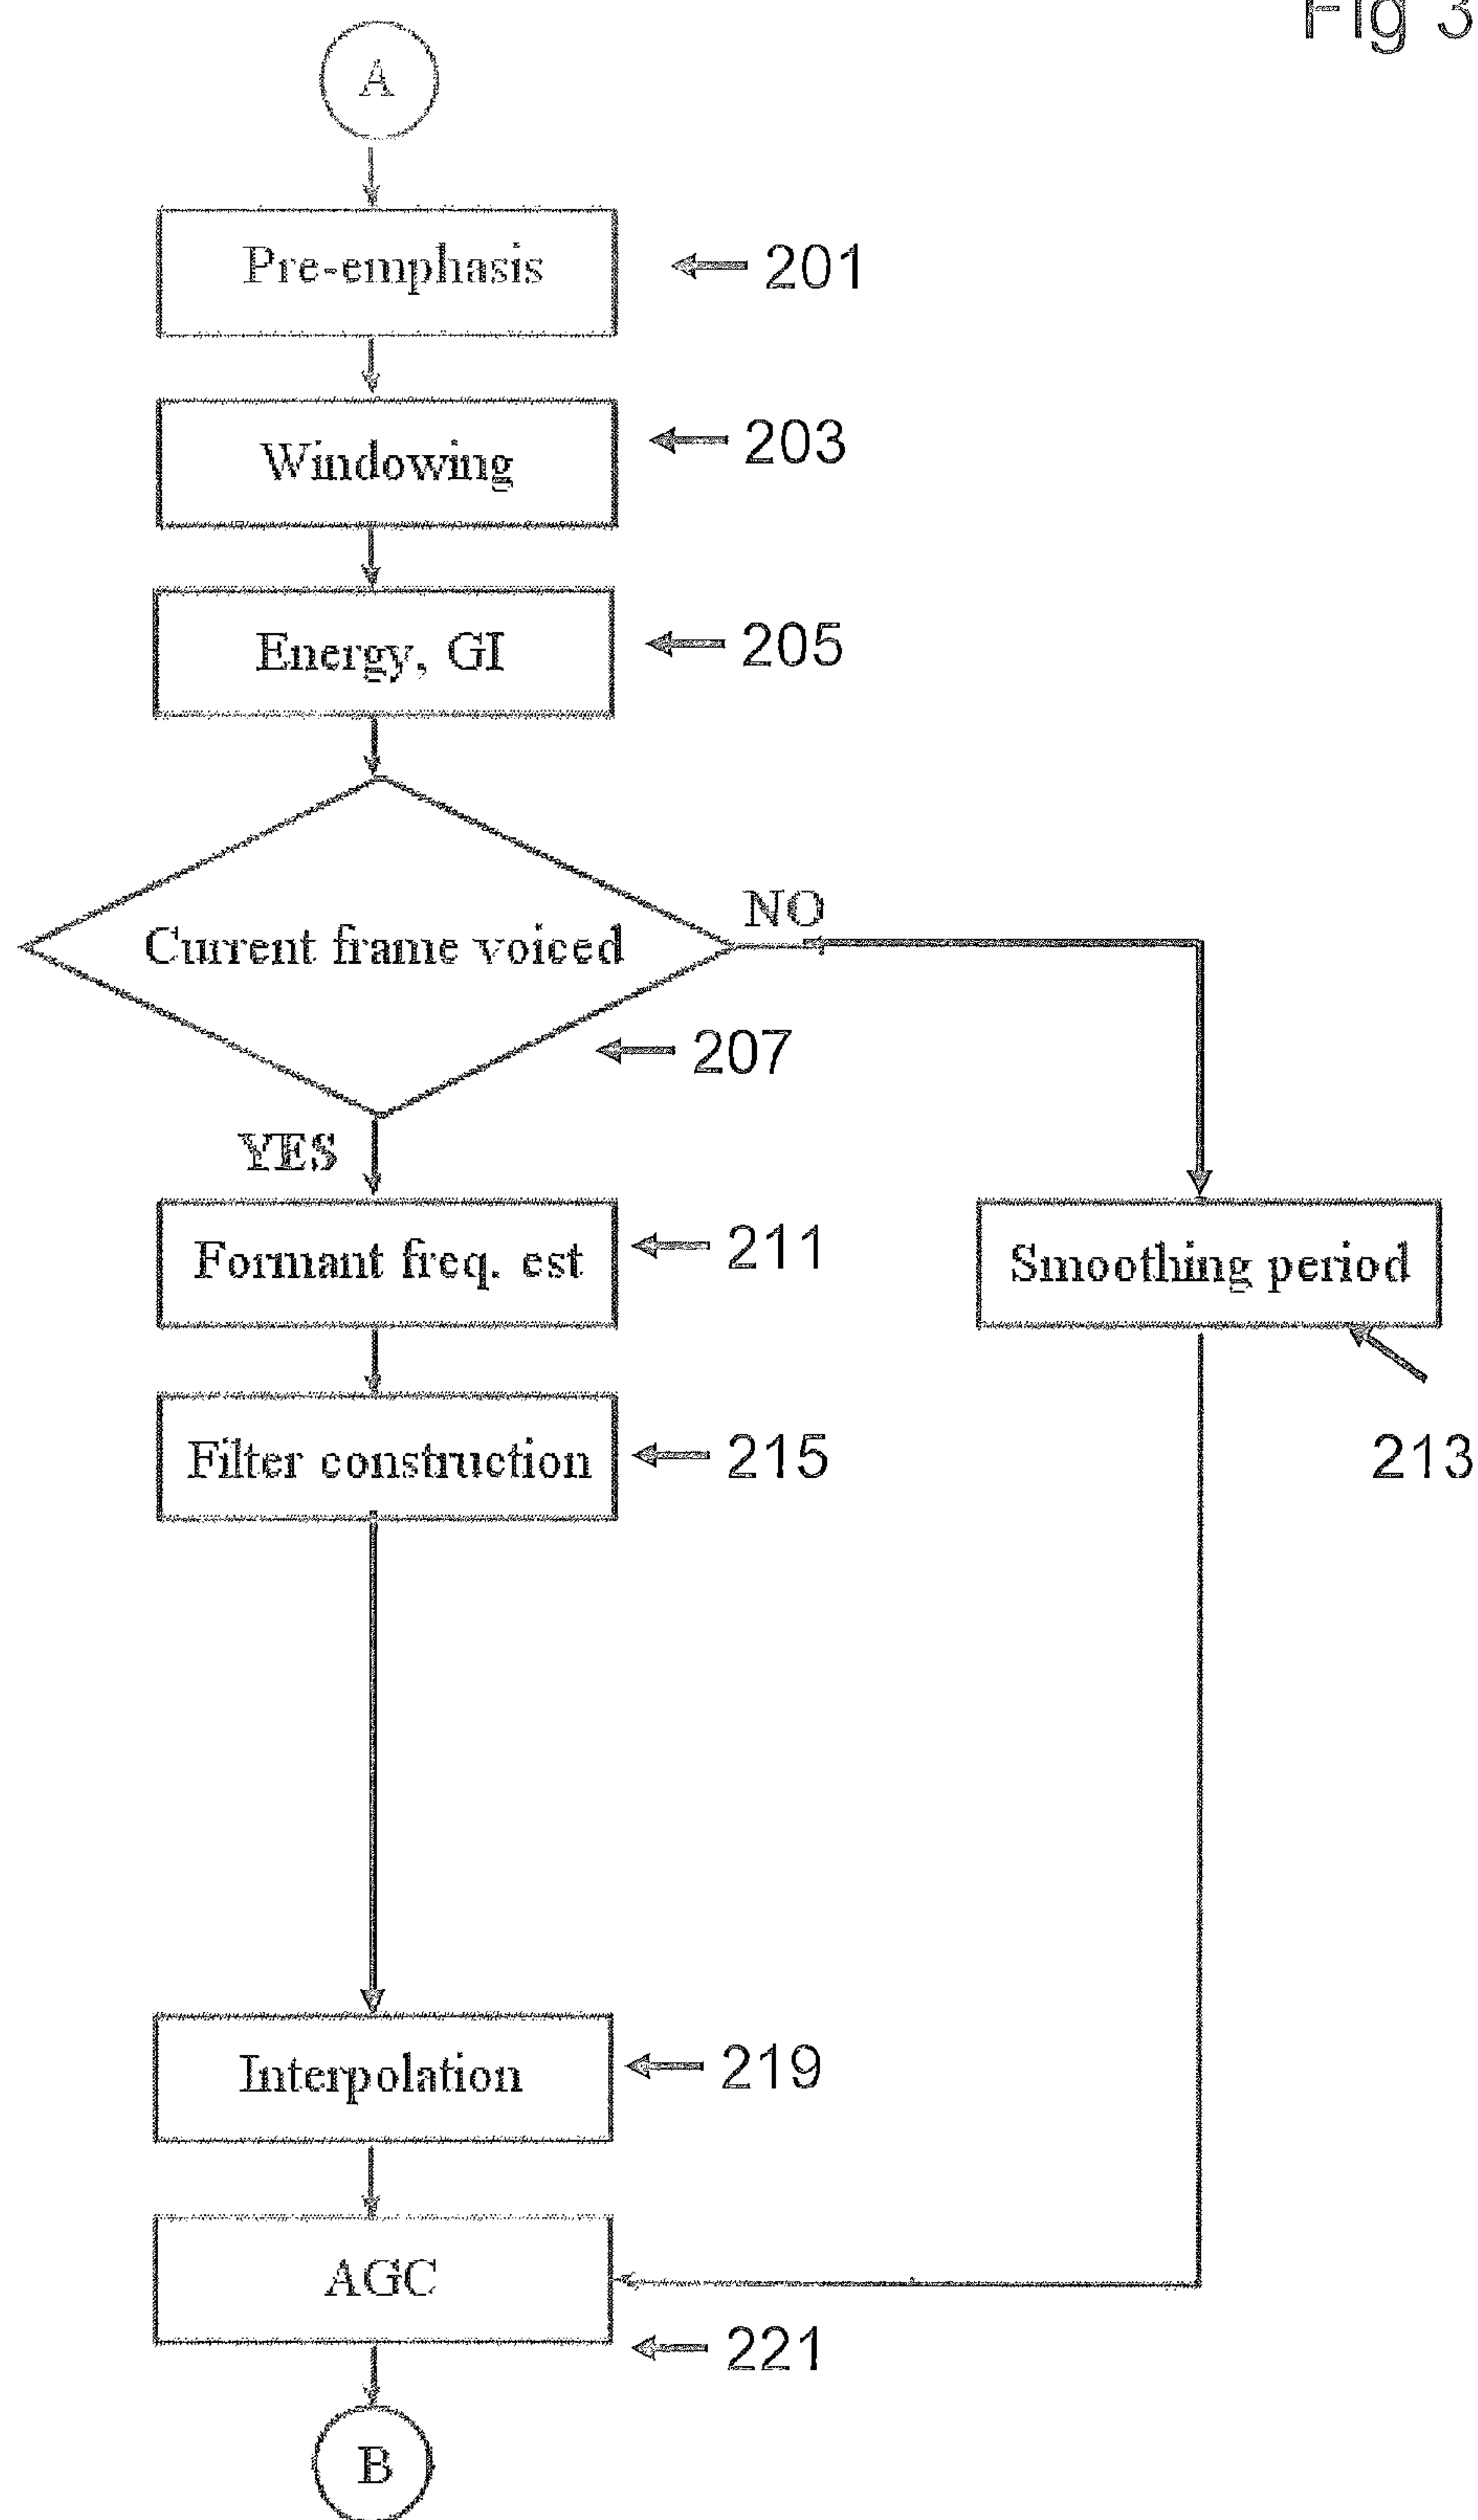 Fig 3
A
Pre-emphasis
201
Windowing
203
Energy, GI
205
NO
Current frame voiced
207
YES
Formant freq. est
211
Smoothing period
Filter construction
215
213
Interpolation
219
AGC
221
B